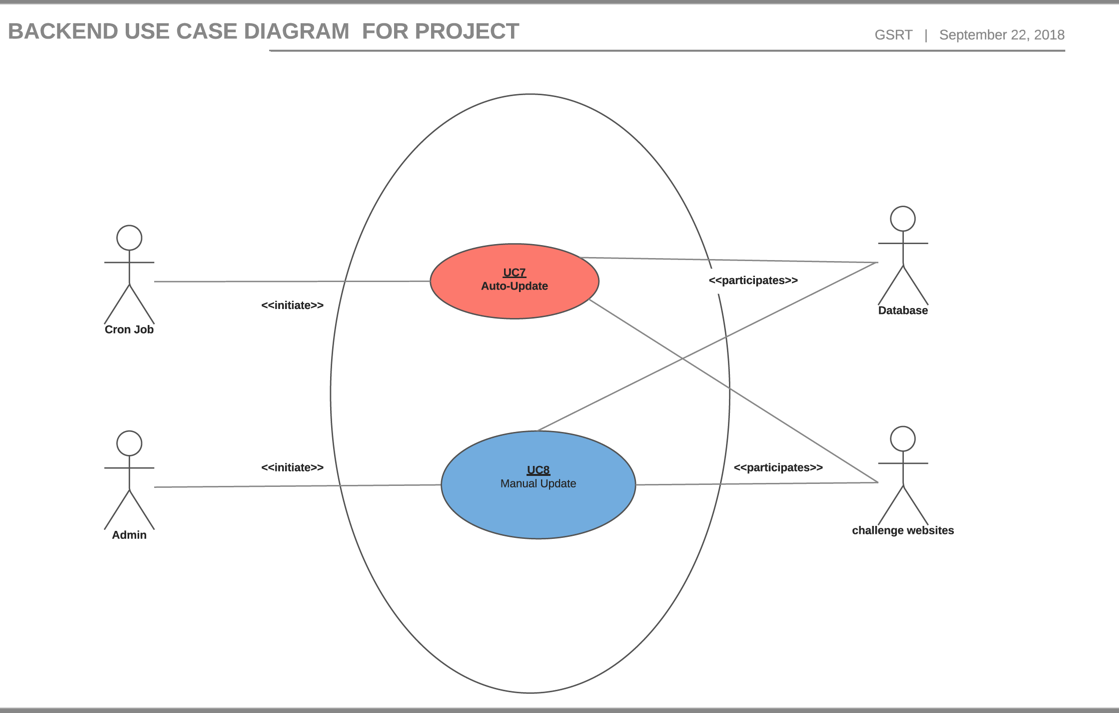 BACKEND USE CASE DIAGRAM  FOR PROJECT
GSRT | September 22, 2018
UC7
Auto-Update
<<participates>>
<<initiate>>
Database
Cron Job
<<initiate>>
UC8
Manual Update
<<participates>>
Admin
challenge websites